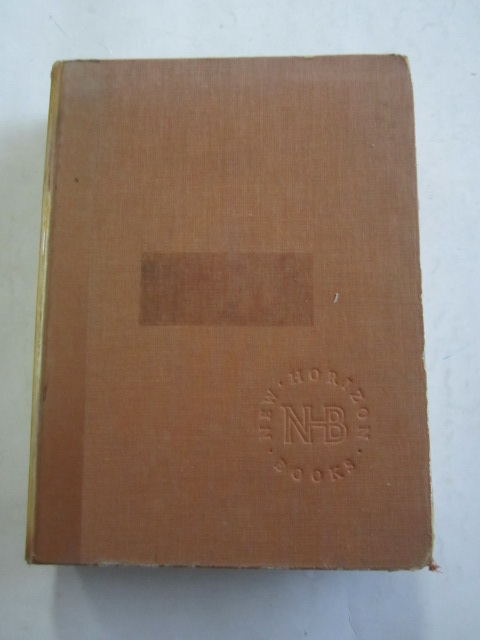 NEW · HORIZON · BOOKS ·
NHB